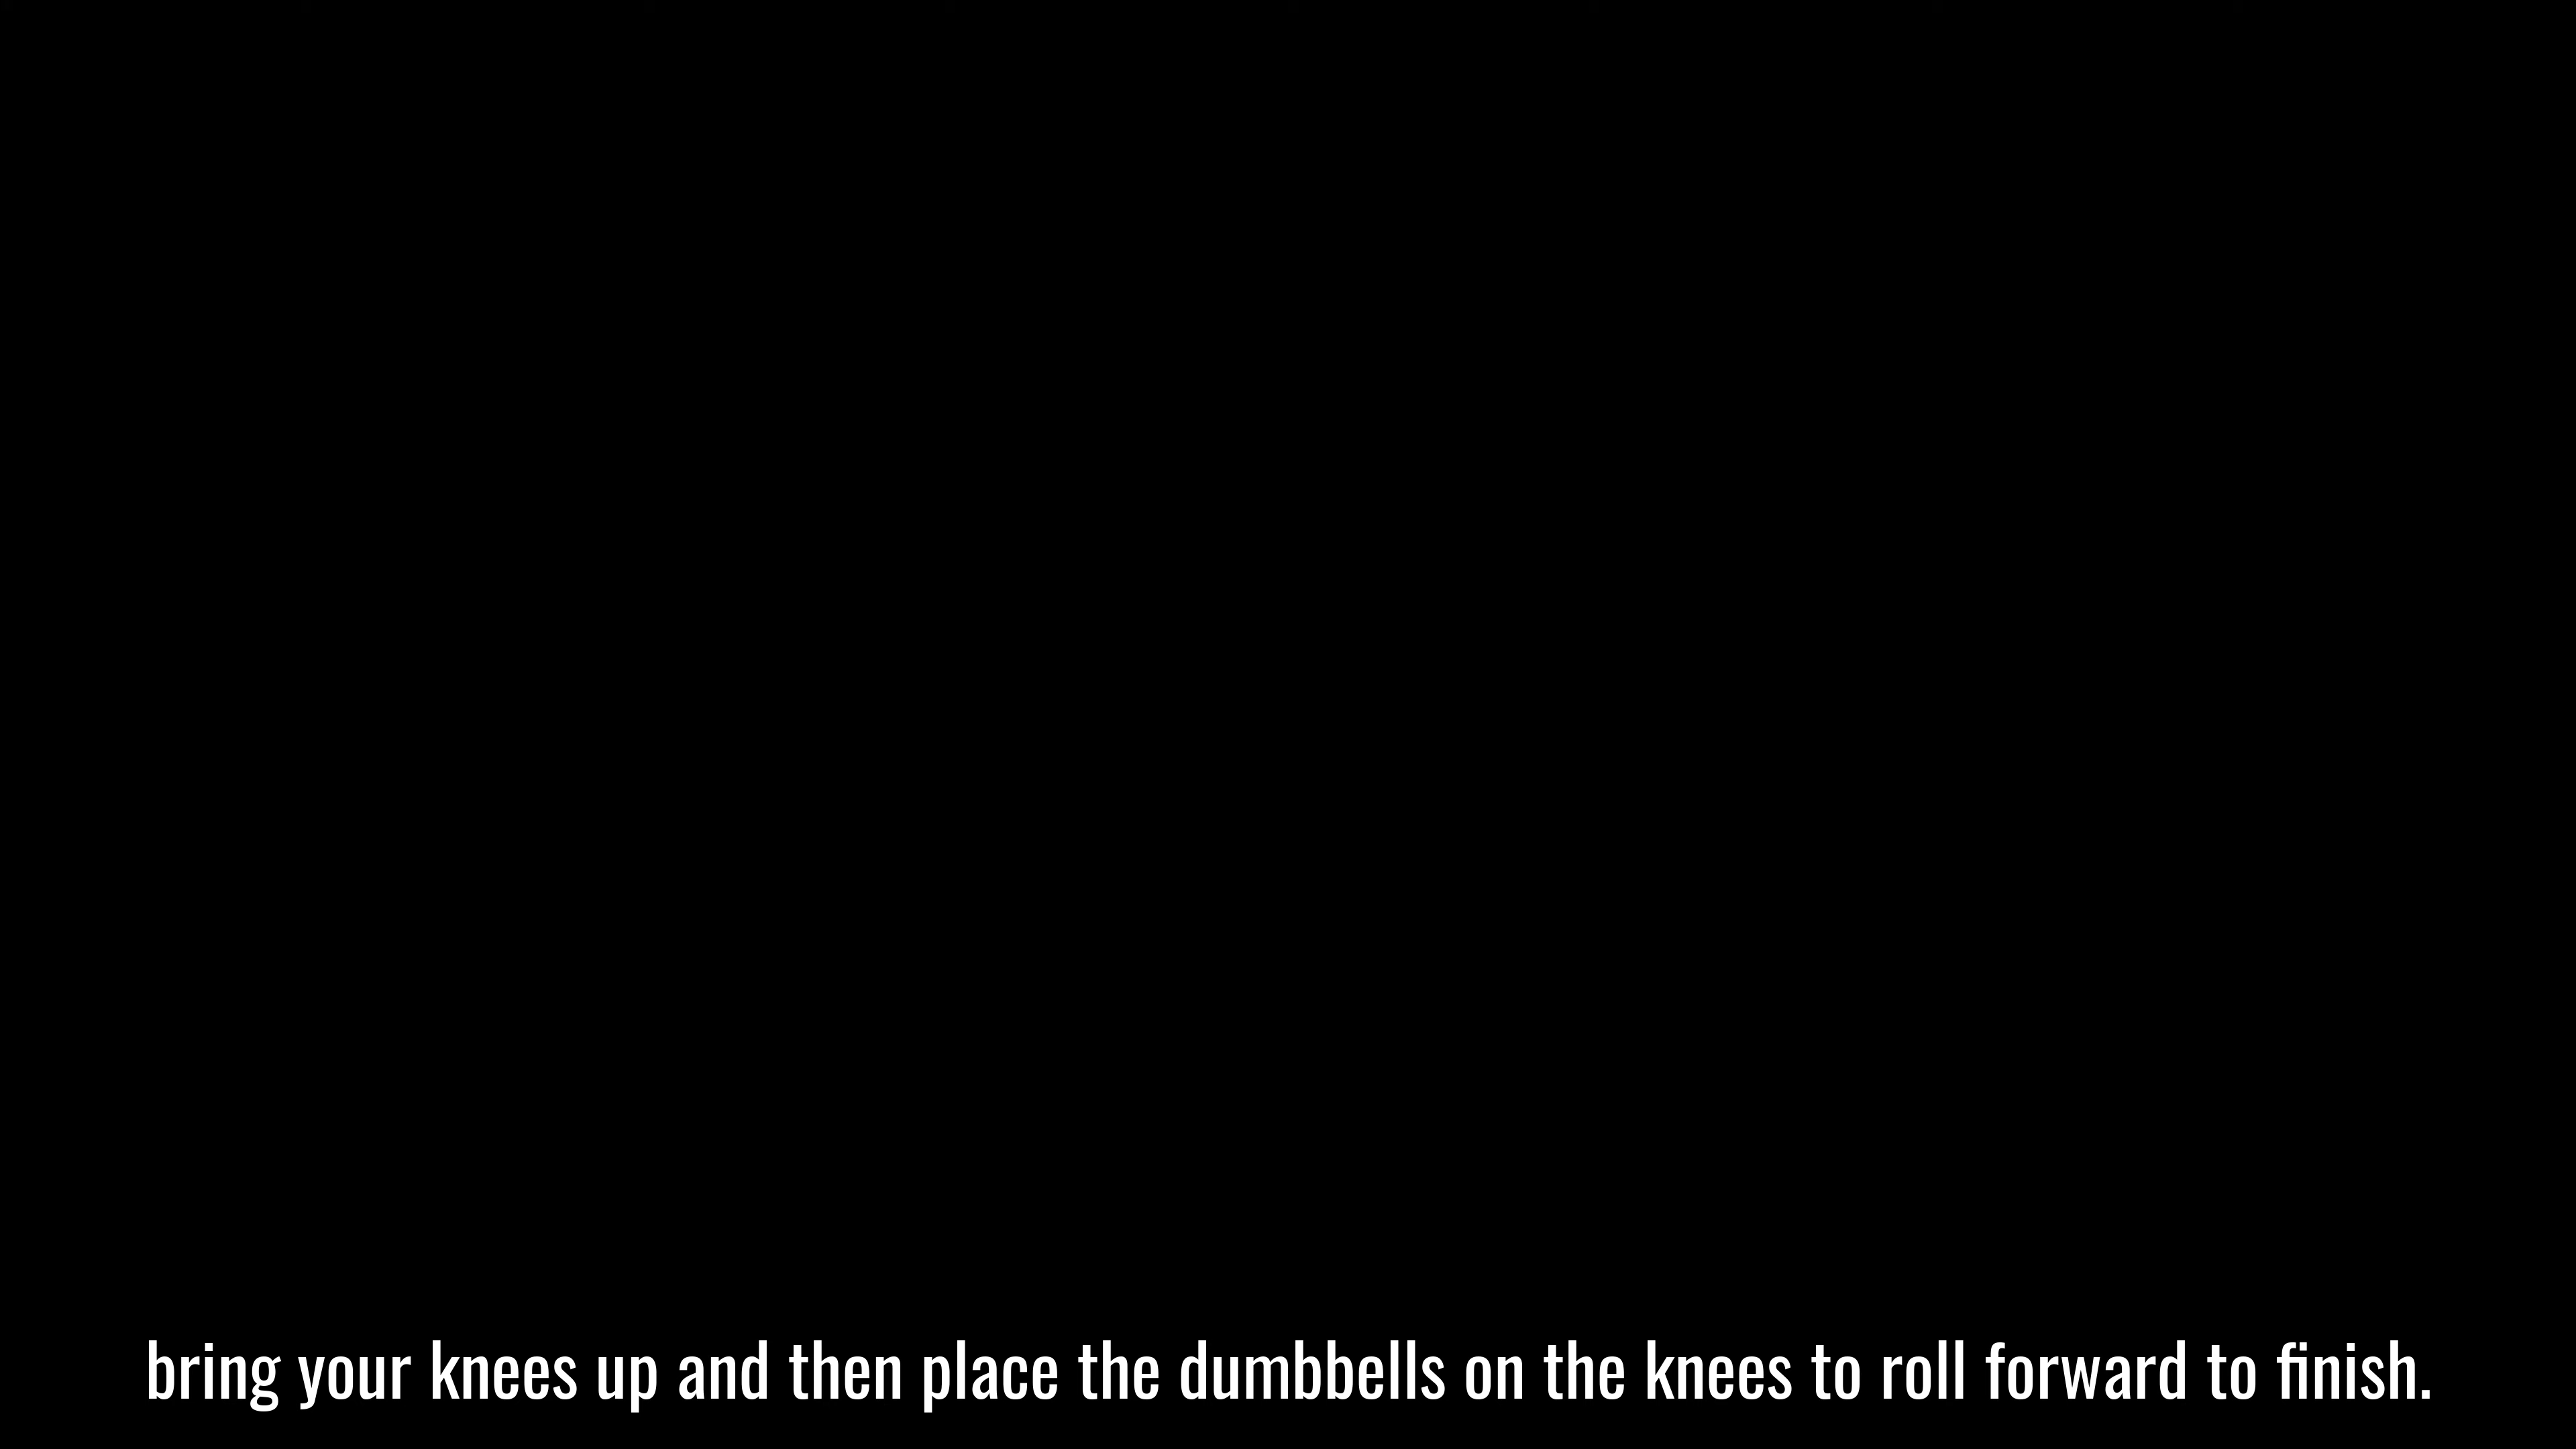 bring your knees up and then place the dumbbells on the knees to roll forward to finish.